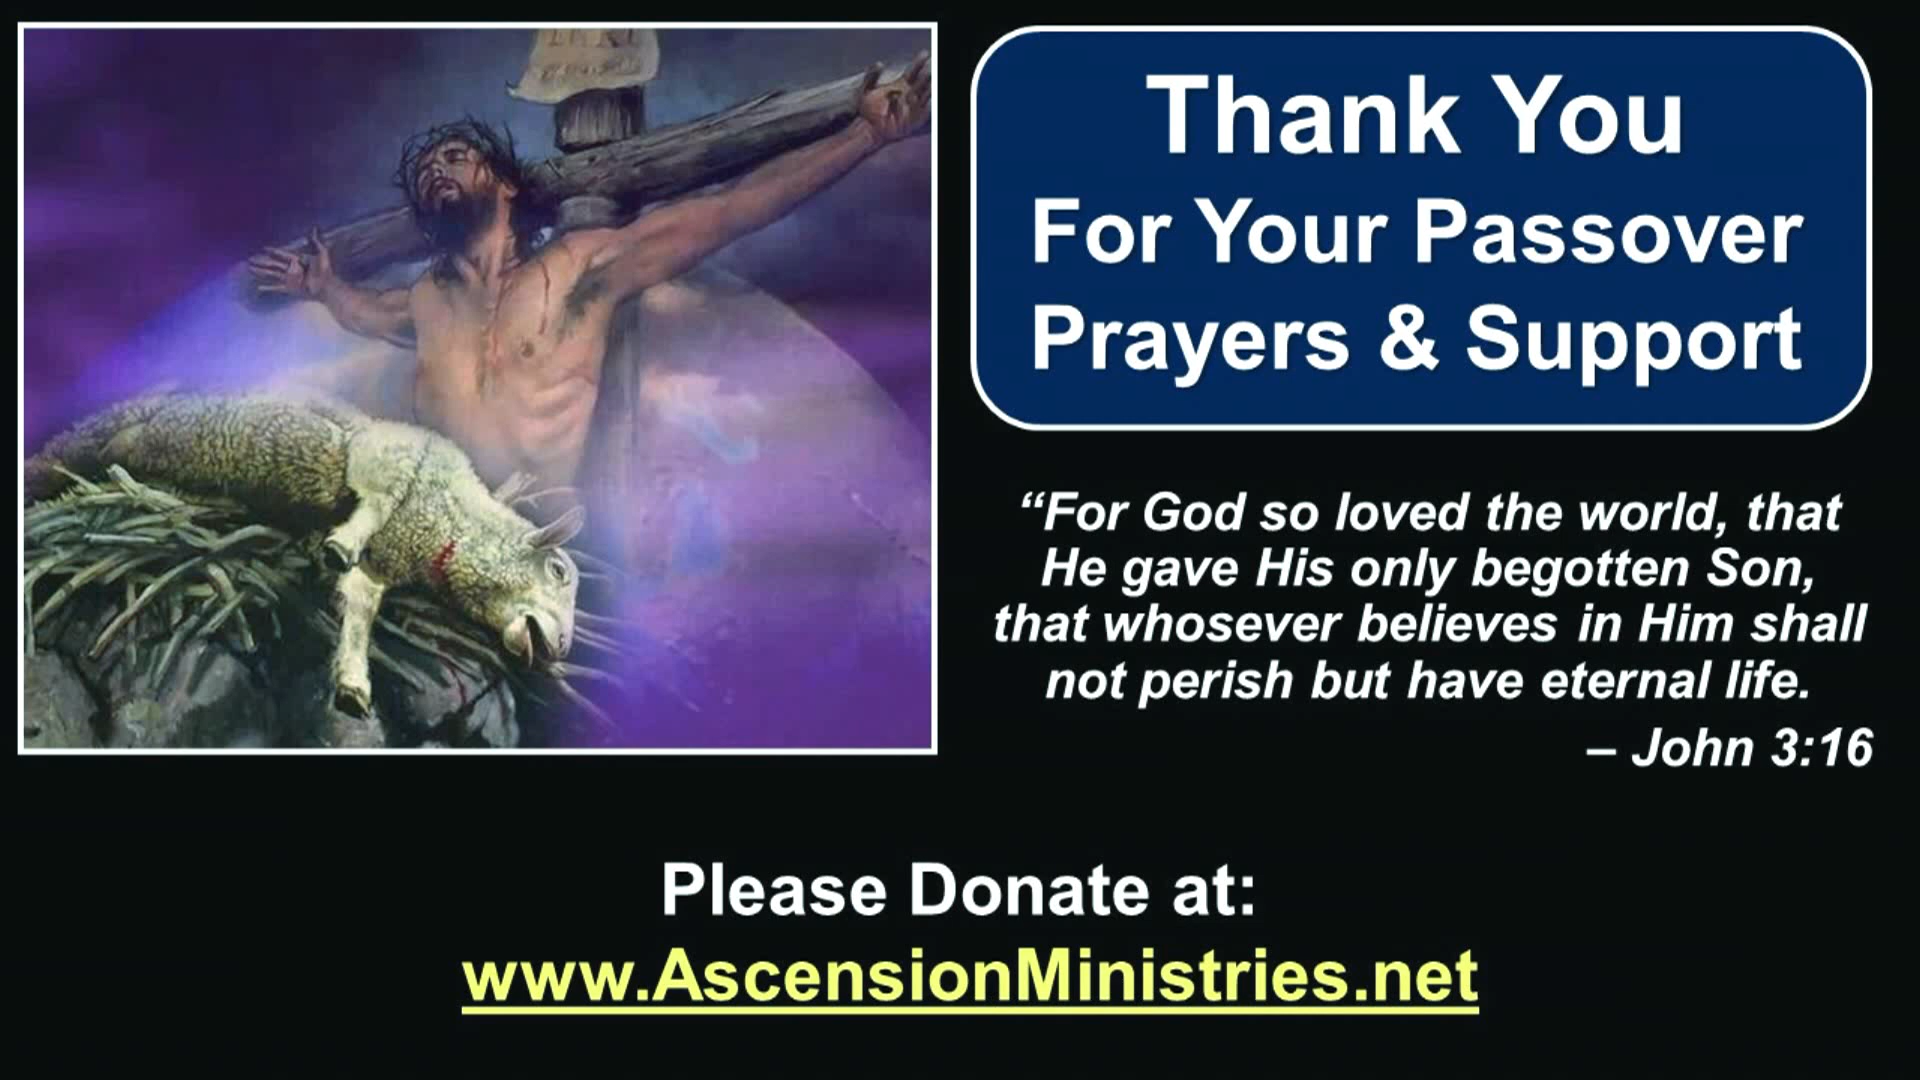 Thank You
For Your Passover
Prayers & Support
“For God so loved the world, that
He gave His only begotten Son,
that whosever believes in Him shall
not perish but have eternal life.
– John 3:16
Please Donate at:
www.AscensionMinistries.net